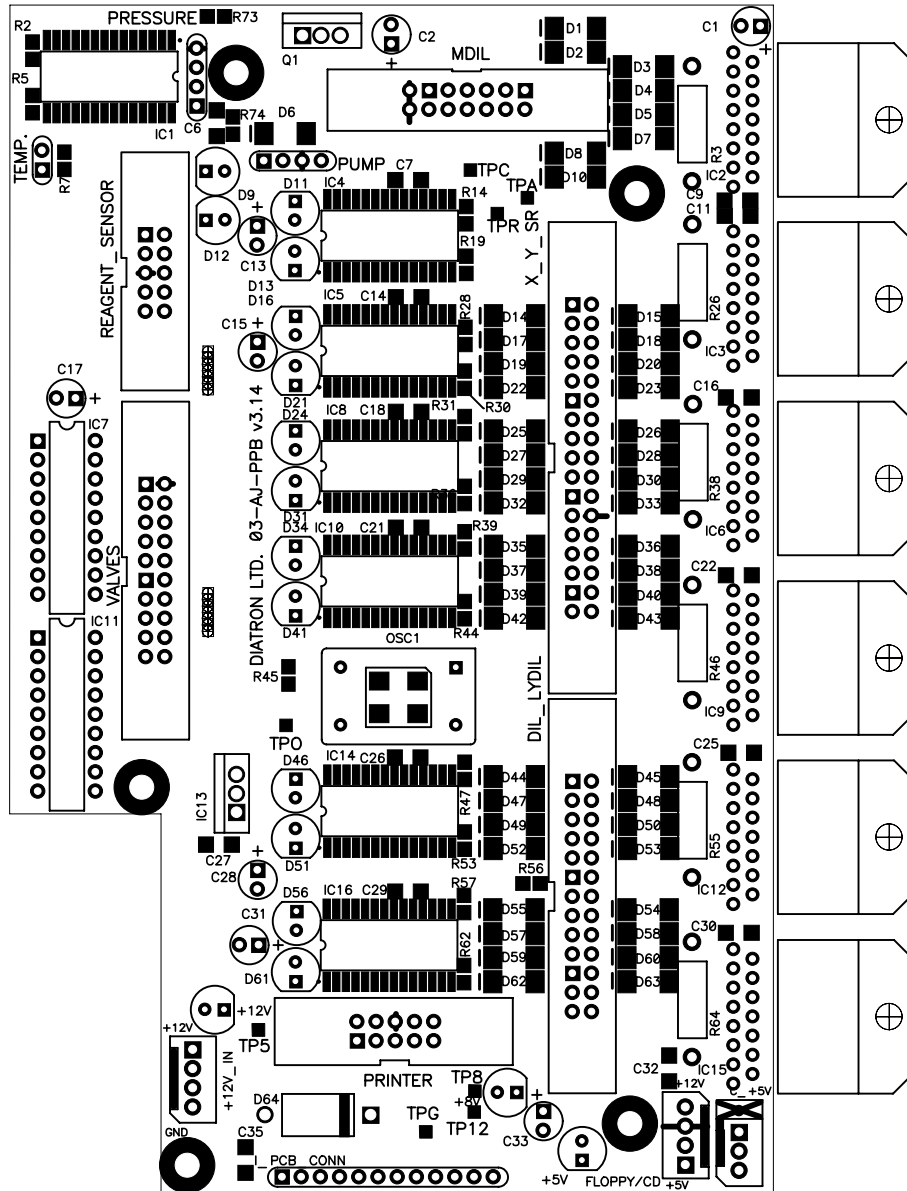 PRESSURE
R73
R2
R5
IC1
C6
R74
D6
Q1
C2
+
MDIL
D1
D2
D3
D4
D5
D7
D8
D10
C1
+
R3
IC2
C9
C11
TEMP.
R7
PUMP
C7
TPC
TPA
TPR
D9
D11
IC4
R14
D12
C13
+
D13
D16
R19
REAGENT_SENSOR
X_Y_SR
IC5
C14
R28
C15
+
D14
D17
D19
D22
D15
D18
D20
D23
R26
IC3
C17
+
IC7
D21
D24
R31
R30
IC8
C18
D25
D27
D29
D32
D26
D28
D30
D33
C16
R38
IC6
DIATRON LTD. 03-AJ-PPB v3.14
VALVES
D31
D34
IC10
C21
R39
D35
D37
D39
D42
D36
D38
D40
D43
C22
R46
IC9
IC11
D41
R44
OSC1
R45
TPO
DIL_LYDIL
D46
IC14
C26
R47
D44
D47
D49
D52
D45
D48
D50
D53
C25
R55
IC12
IC13
C27
C28
+
D51
R53
R56
D56
IC16
C29
R57
C31
+
D55
D57
D59
D62
D54
D58
D60
D63
C30
R62
D61
R64
IC15
+12V
+12V
TP5
PRINTER
+12V_IN
GND
D64
TP8
+8V
TPG
TP12
C33
+
+5V
C32
+12V
+5V
C_+5V
FLOPPY/CD
C35
I_PCB CONN